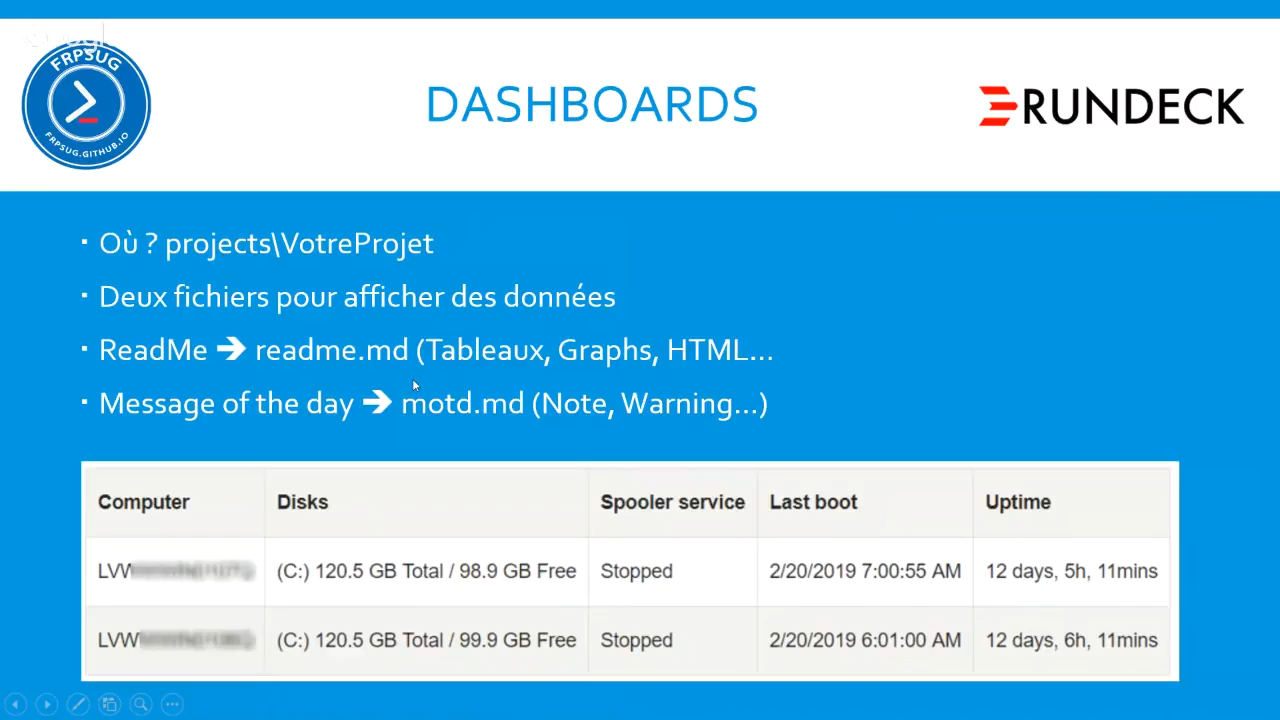 FRPSUG
FRPSUG.GITHUB.IO
DASHBOARDS
RUNDECK
Où ? projects\VotreProjet
Deux fichiers pour afficher des données
ReadMe ➔ readme.md (Tableaux, Graphs, HTML...
Message of the day ➔ motd.md (Note, Warning...)
Computer Disks Spooler service Last boot Uptime
LVW (C:) 120.5 GB Total / 98.9 GB Free Stopped 2/20/2019 7:00:55 AM 12 days, 5h, 11mins
LVW (C:) 120.5 GB Total / 99.9 GB Free Stopped 2/20/2019 6:01:00 AM 12 days, 6h, 11mins